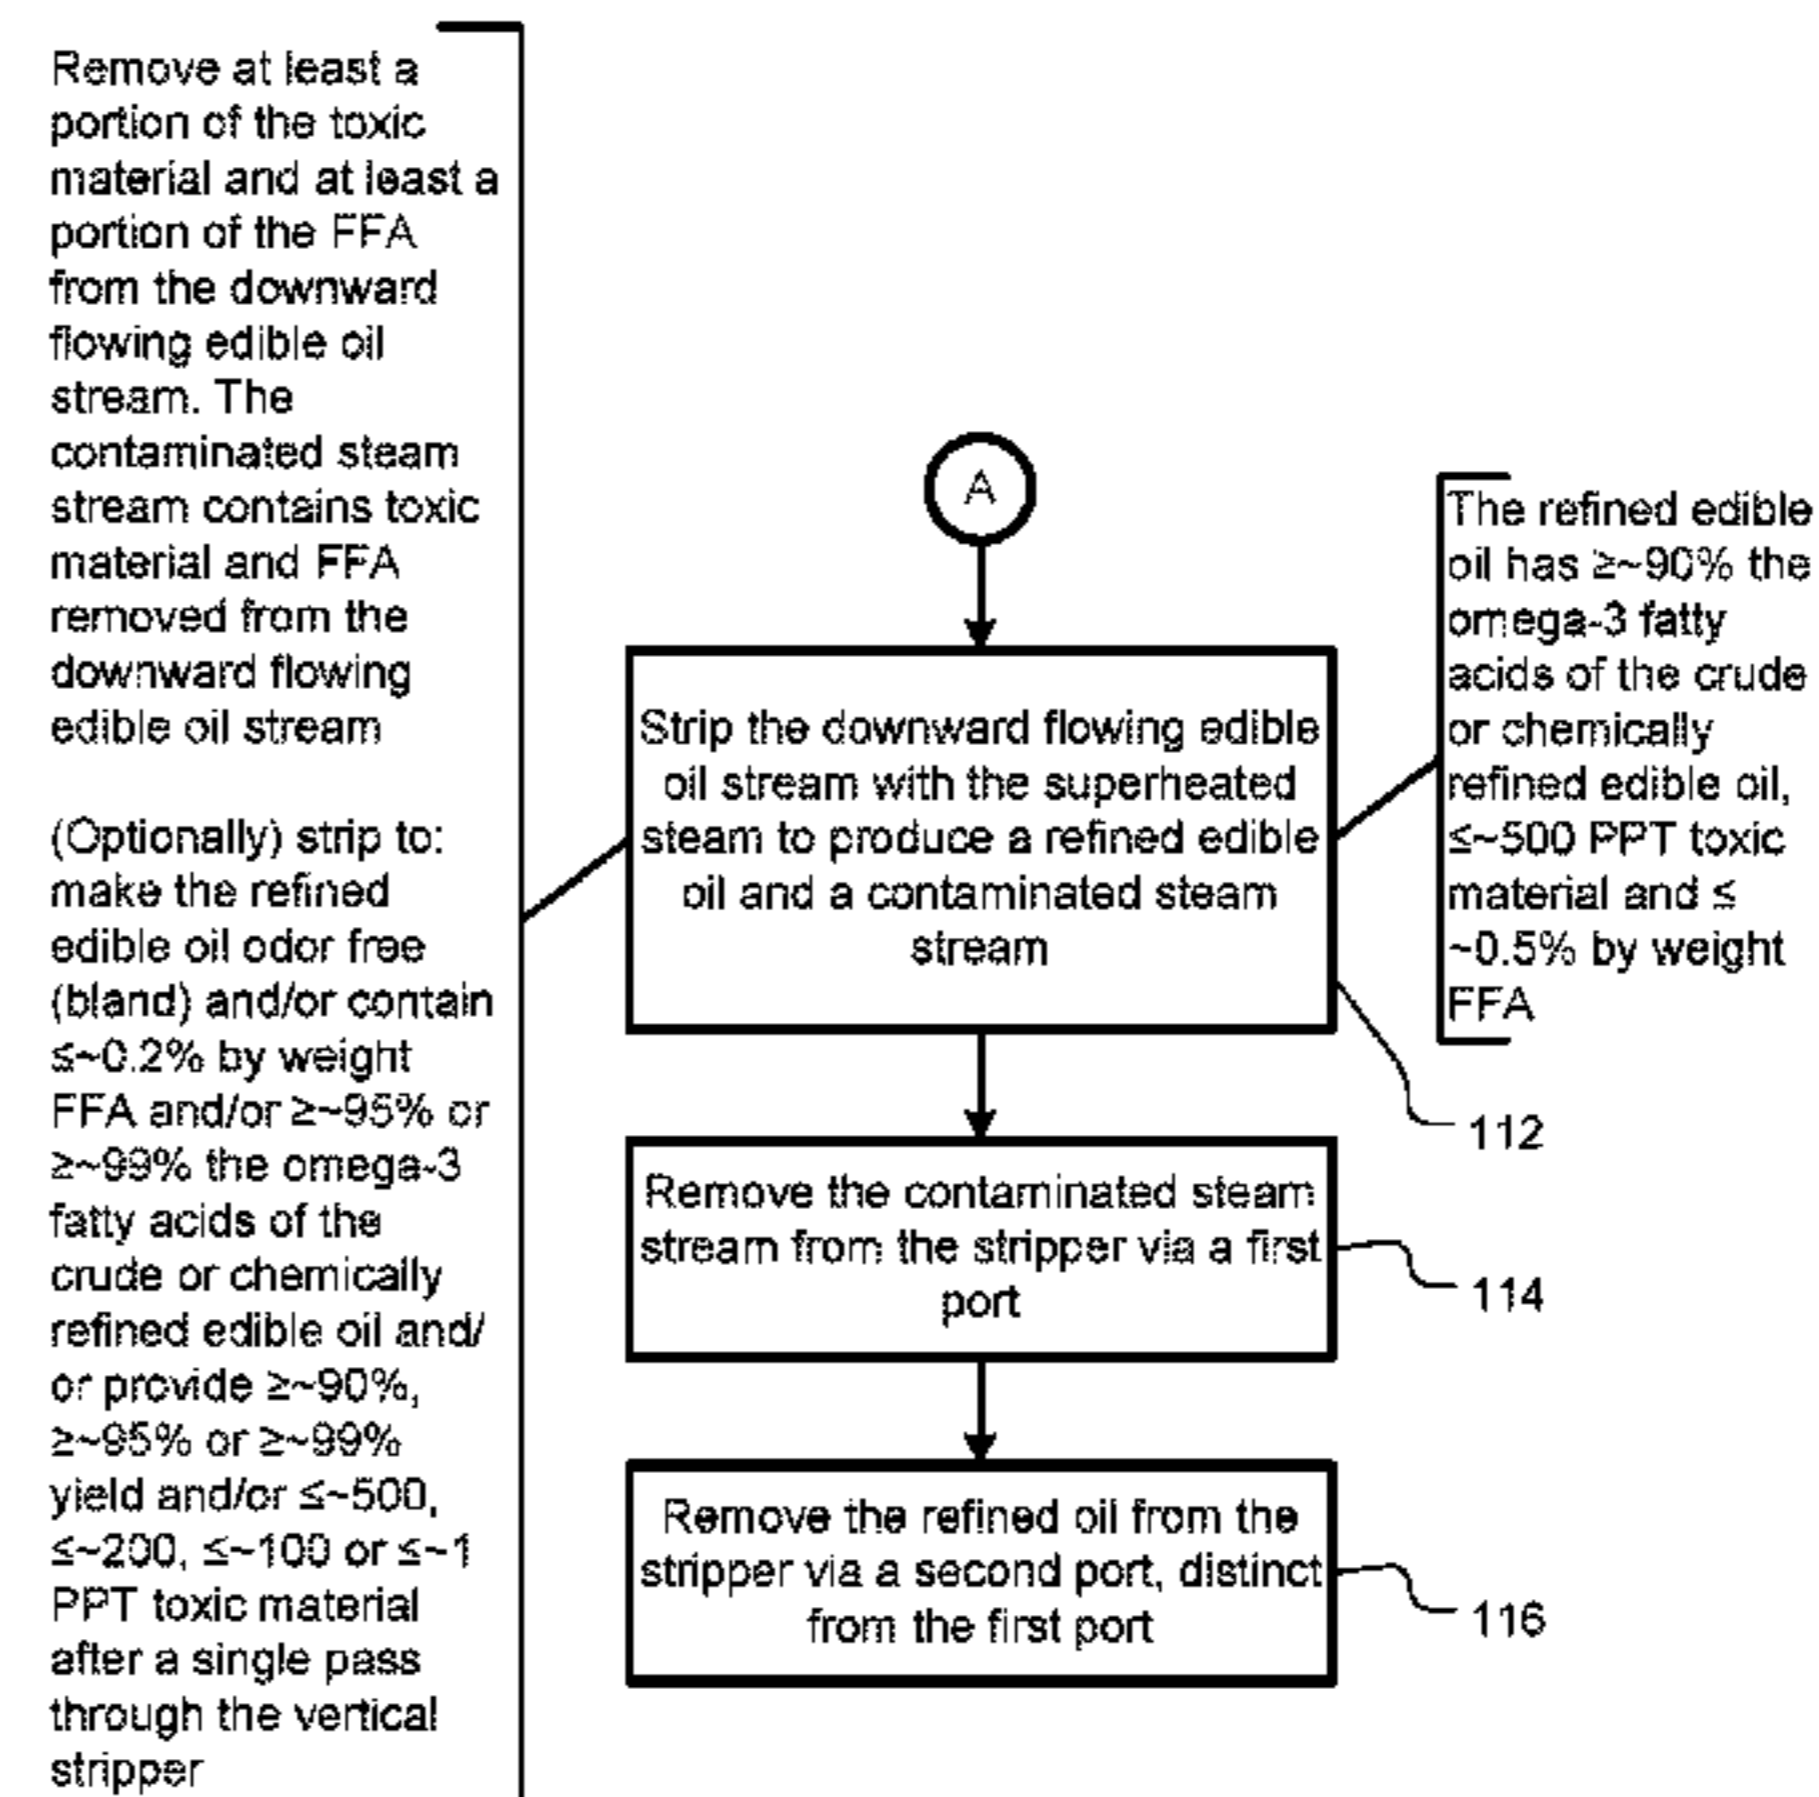 Remove at least a
portion of the toxic
material and at least a
portion of the FFA
from the downward
flowing edible oil
stream. The
contaminated steam
stream contains toxic
material and FFA
removed from the
downward flowing
edible oil stream
(Optionally) strip to:
make the refined
edible oil odor free
(bland) and/or contain
≤~0.2% by weight
FFA and/or ≥~95% or
≥~99% the omega-3
fatty acids of the
crude or chemically
refined edible oil and/
or provide ≥~90%,
≥~95% or ≥~99%
yield and/or ≤~500,
≤~200, ≤~100 or ≤~1
PPT toxic material
after a single pass
through the vertical
stripper
A
Strip the downward flowing edible
oil stream with the superheated
steam to produce a refined edible
oil and a contaminated steam
stream
The refined edible
oil has ≥~90% the
omega-3 fatty
acids of the crude
or chemically
refined edible oil,
≤~500 PPT toxic
material and ≤
~0.5% by weight
FFA
112
Remove the contaminated steam
stream from the stripper via a first
port
114
Remove the refined oil from the
stripper via a second port, distinct
from the first port
116